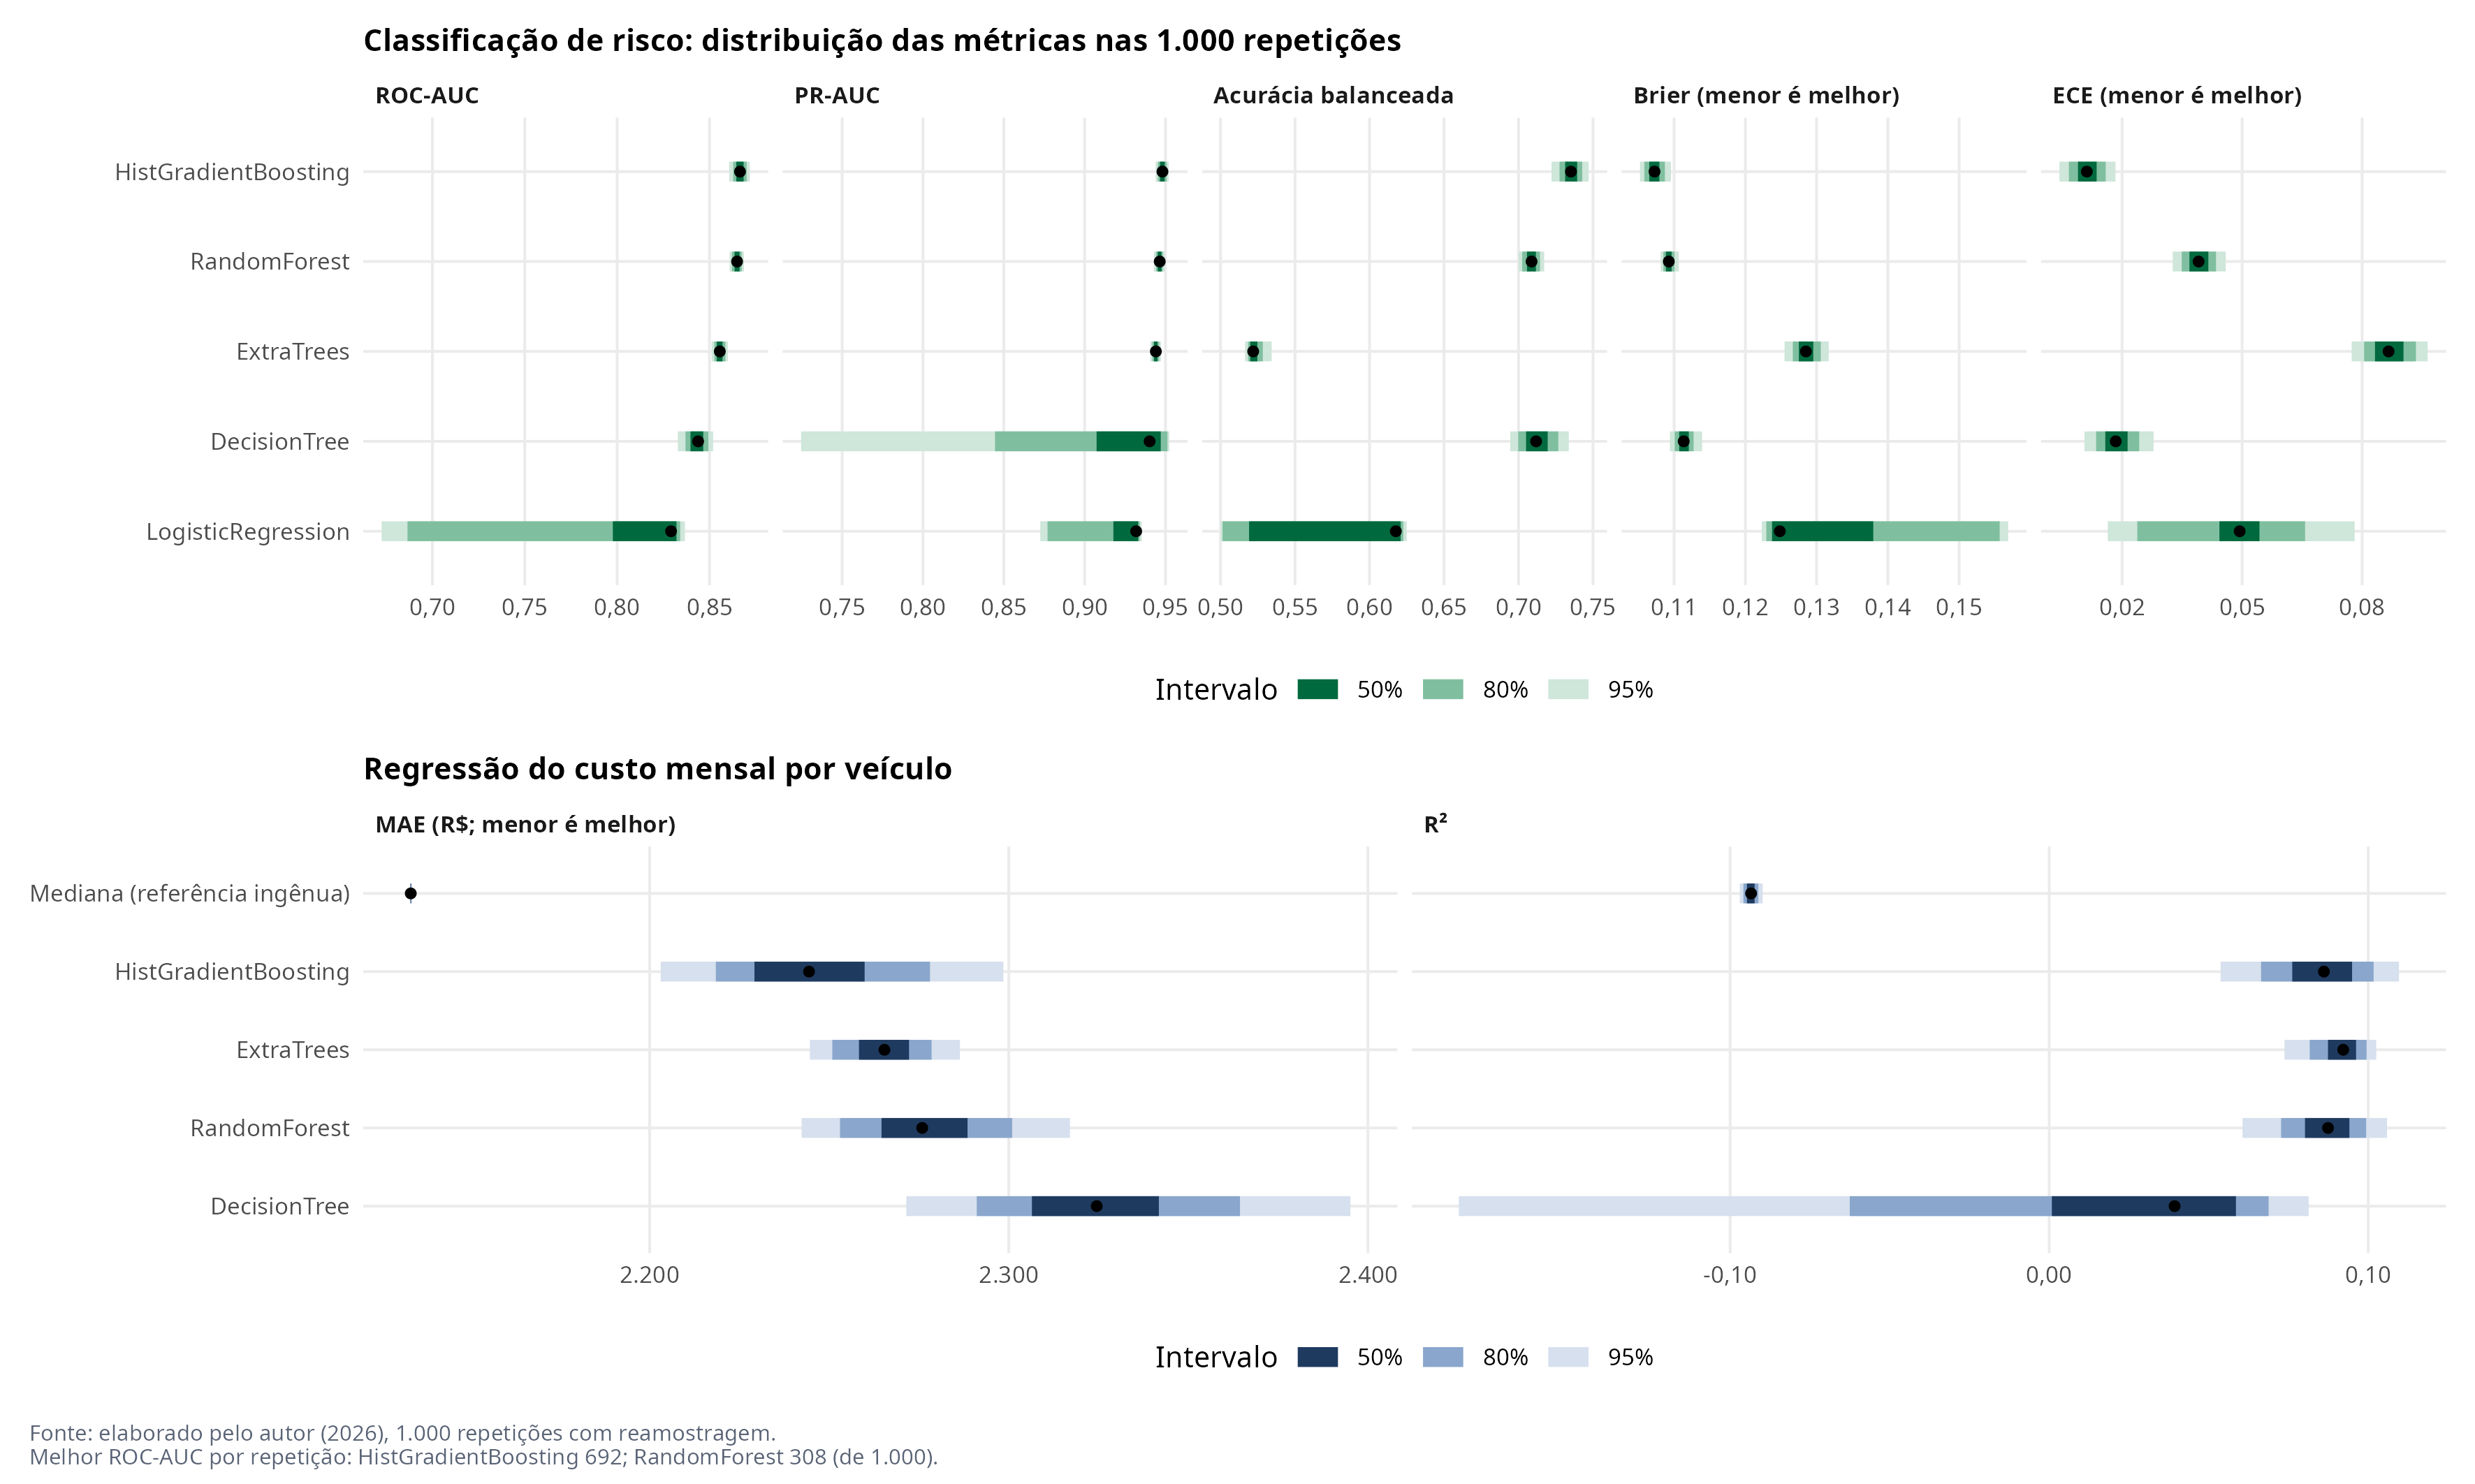 Classificação de risco: distribuição das métricas nas 1.000 repetições
ROC-AUC
PR-AUC
Acurácia balanceada
Brier (menor é melhor)
ECE (menor é melhor)
HistGradientBoosting
RandomForest
ExtraTrees
DecisionTree
LogisticRegression
0,70 0,75 0,80 0,85
0,75 0,80 0,85 0,90 0,95
0,50 0,55 0,60 0,65 0,70 0,75
0,11 0,12 0,13 0,14 0,15
0,02 0,05 0,08
Intervalo 50% 80% 95%
Regressão do custo mensal por veículo
MAE (R$; menor é melhor)
R²
Mediana (referência ingênua)
HistGradientBoosting
ExtraTrees
RandomForest
DecisionTree
2.200 2.300 2.400
-0,10 0,00 0,10
Intervalo 50% 80% 95%
Fonte: elaborado pelo autor (2026), 1.000 repetições com reamostragem.
Melhor ROC-AUC por repetição: HistGradientBoosting 692; RandomForest 308 (de 1.000).